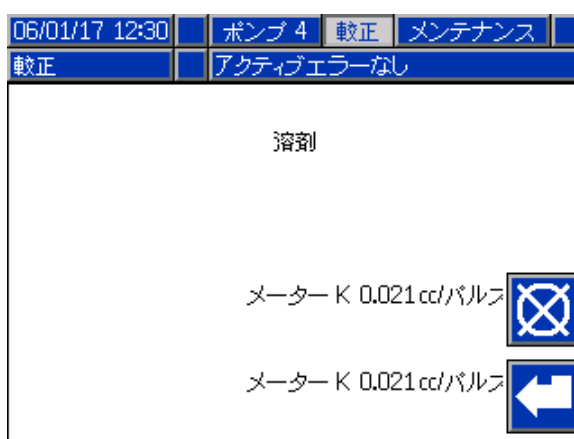 06/01/17 12:30 ポンプ 4 較正 メンテナンス
較正 アクティブエラーなし
溶剤
メーター K 0.021 cc/パルス
メーター K 0.021 cc/パルス